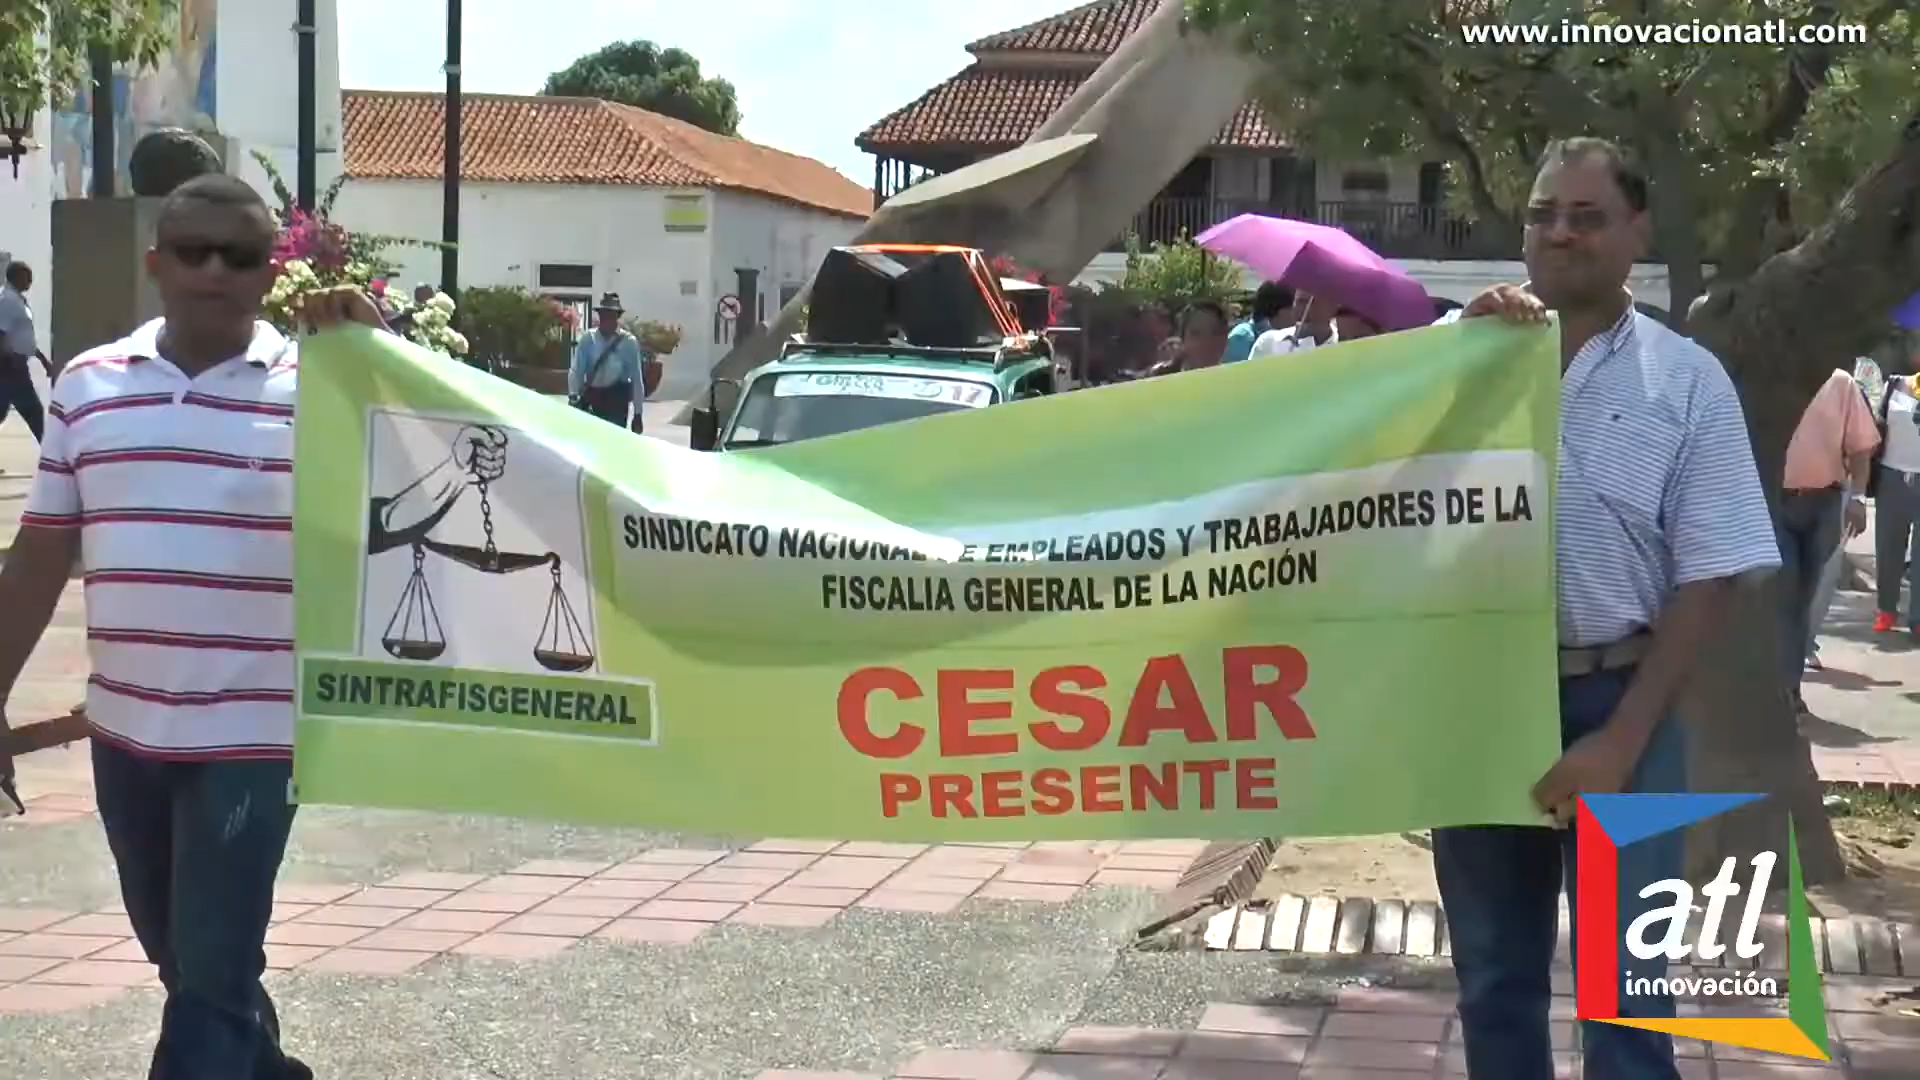 www.innovacionatl.com
17
SINDICATO NACIONAL DE EMPLEADOS Y TRABAJADORES DE LA
FISCALIA GENERAL DE LA NACIÓN
SINTRAFISGENERAL
CESAR
PRESENTE
atl
innovación